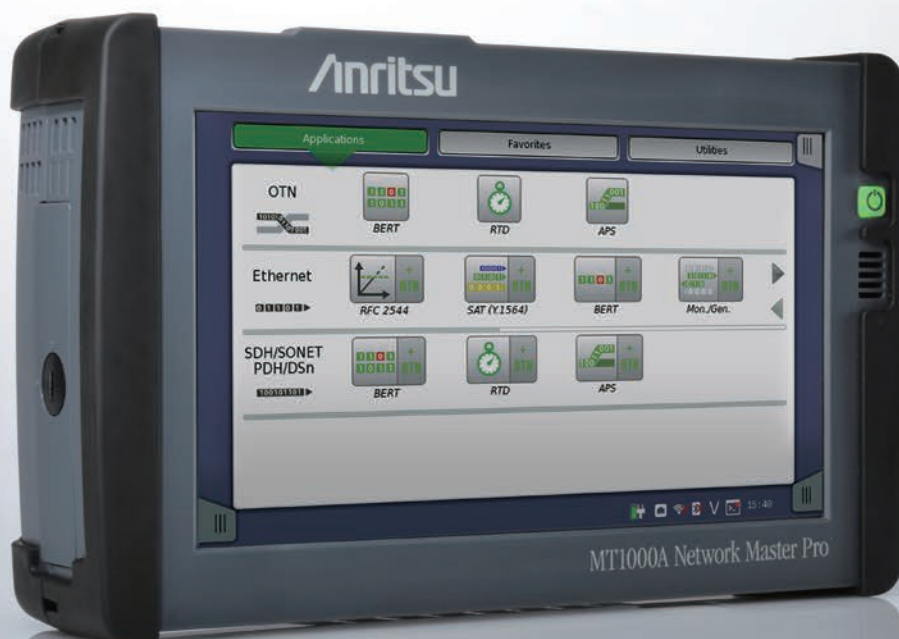 Anritsu
Applications
Favorites
Utilities
OTN
BERT
RTD
APS
Ethernet
RFC 2544
SAT (Y.1564)
BERT
Mon./Gen.
SDH/SONET
PDH/DSn
BERT
RTD
APS
15:40
MT1000A Network Master Pro